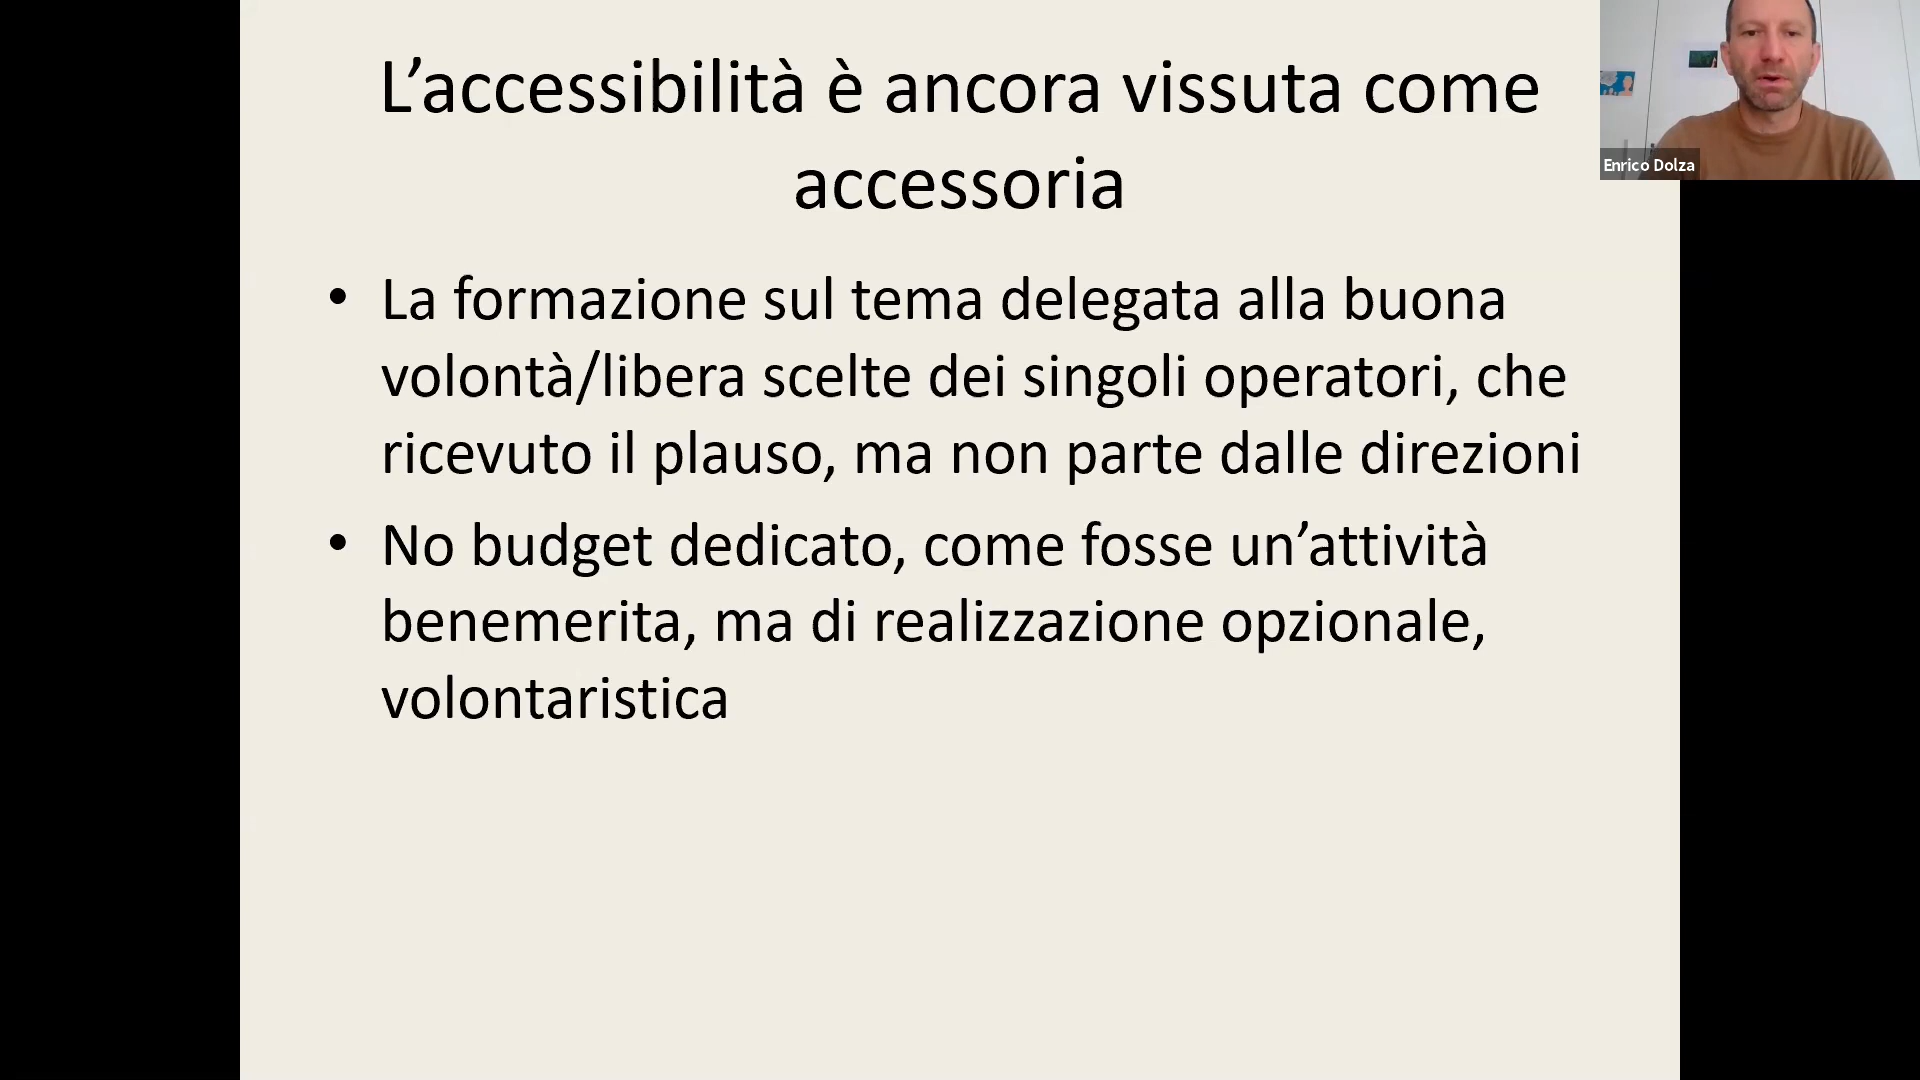 L’accessibilità è ancora vissuta come
accessoria
• La formazione sul tema delegata alla buona
volontà/libera scelte dei singoli operatori, che
ricevuto il plauso, ma non parte dalle direzioni
• No budget dedicato, come fosse un’attività
benemerita, ma di realizzazione opzionale,
volontaristica
Enrico Dolza